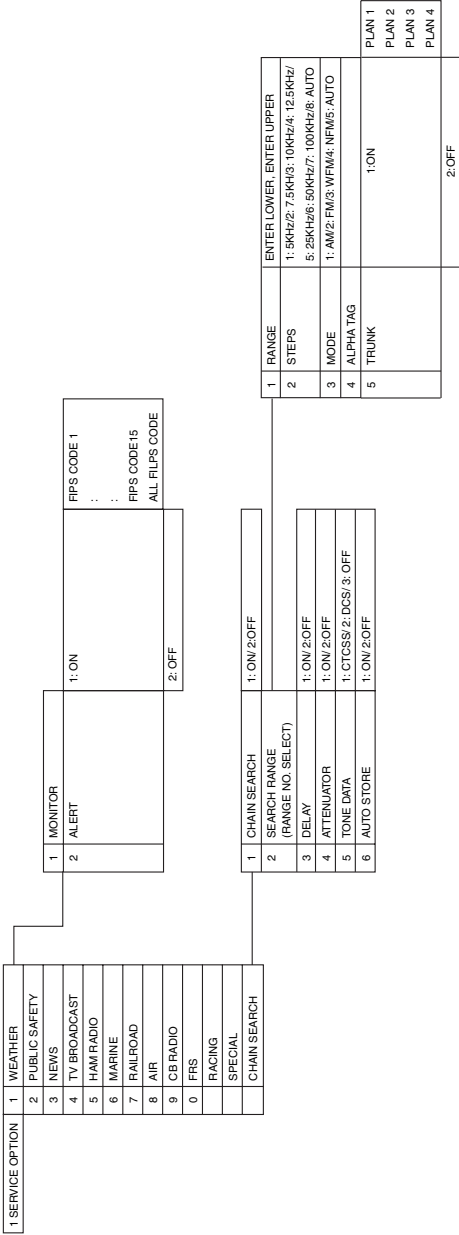 1 SERVICE OPTION
1 WEATHER
2 PUBLIC SAFETY
3 NEWS
4 TV BROADCAST
5 HAM RADIO
6 MARINE
7 RAILROAD
8 AIR
9 CB RADIO
0 FRS
RACING
SPECIAL
CHAIN SEARCH
1 MONITOR
2 ALERT
1: ON
FIPS CODE 1
:
:
FIPS CODE15
ALL FILPS CODE
2: OFF
1 CHAIN SEARCH 1: ON/ 2:OFF
2 SEARCH RANGE
(RANGE NO. SELECT)
3 DELAY 1: ON/ 2:OFF
4 ATTENUATOR 1: ON/ 2:OFF
5 TONE DATA 1: CTCSS/ 2: DCS/ 3: OFF
6 AUTO STORE 1: ON/ 2:OFF
1 RANGE ENTER LOWER, ENTER UPPER
2 STEPS 1: 5KHz/2: 7.5KH/3: 10KHz/4: 12.5KHz/
5: 25KHz/6: 50KHz/7: 100KHz/8: AUTO
3 MODE 1: AM/2: FM/3: WFM/4: NFM/5: AUTO
4 ALPHA TAG
5 TRUNK 1:ON
PLAN 1
PLAN 2
PLAN 3
PLAN 4
2:OFF